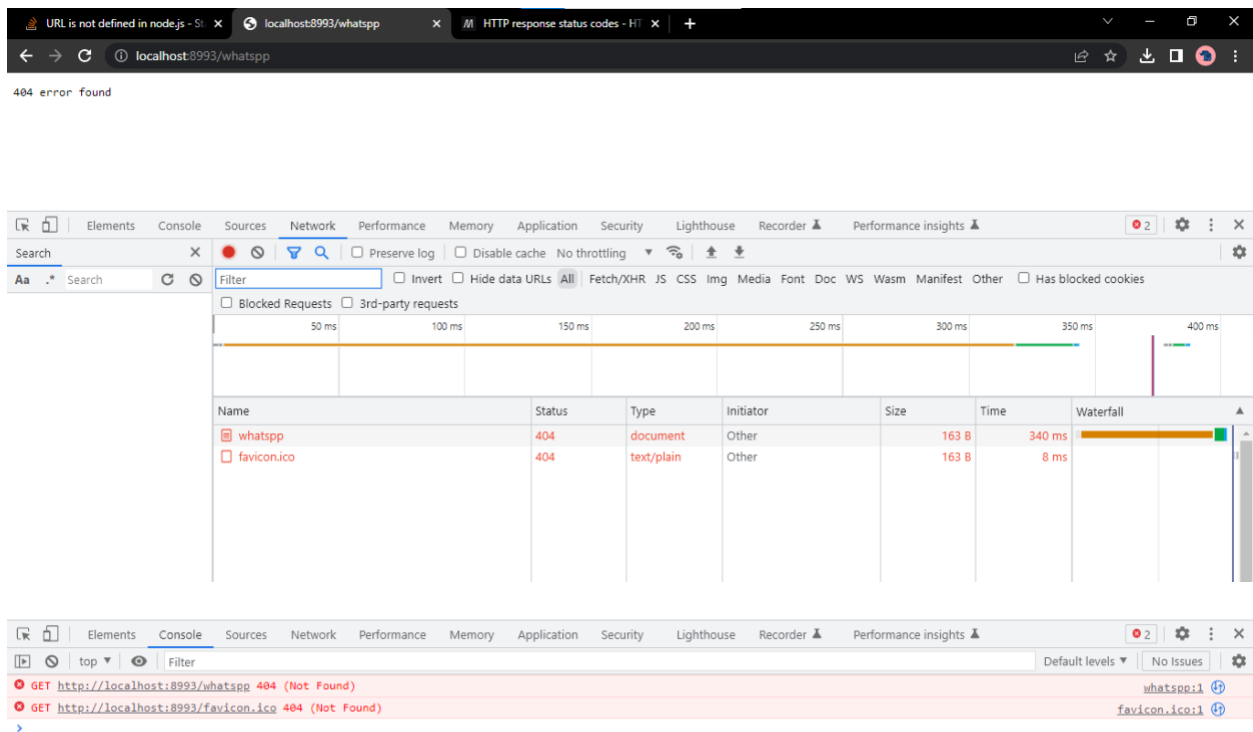 URL is not defined in node.js - St
localhost:8993/whatspp
HTTP response status codes - HT
localhost:8993/whatspp
404 error found
Elements Console Sources Network Performance Memory Application Security Lighthouse Recorder Performance insights 2
Search No throttling Preserve log Disable cache
Aa .* Search Filter Invert Hide data URLs All Fetch/XHR JS CSS Img Media Font Doc WS Wasm Manifest Other Has blocked cookies
Blocked Requests 3rd-party requests
50 ms 100 ms 150 ms 200 ms 250 ms 300 ms 350 ms 400 ms
Name Status Type Initiator Size Time Waterfall
whatspp 404 document Other 163 B 340 ms
favicon.ico 404 text/plain Other 163 B 8 ms
Elements Console Sources Network Performance Memory Application Security Lighthouse Recorder Performance insights 2
top Filter Default levels No Issues
GET http://localhost:8993/whatspp 404 (Not Found) whatspp:1
GET http://localhost:8993/favicon.ico 404 (Not Found) favicon.ico:1